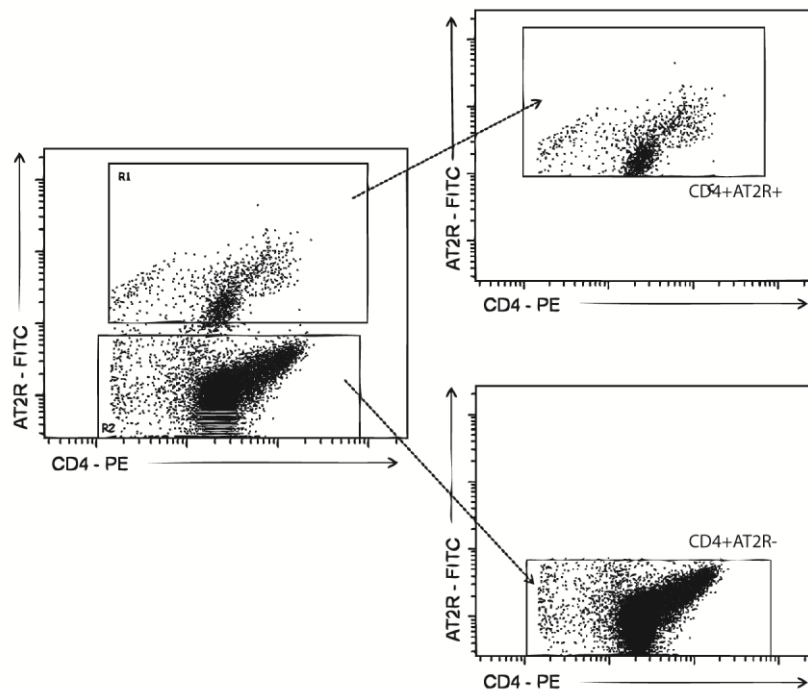 R1
R2
AT2R - FITC
CD4 - PE
CD4+AT2R+
AT2R - FITC
CD4 - PE
CD4+AT2R-
AT2R - FITC
CD4 - PE